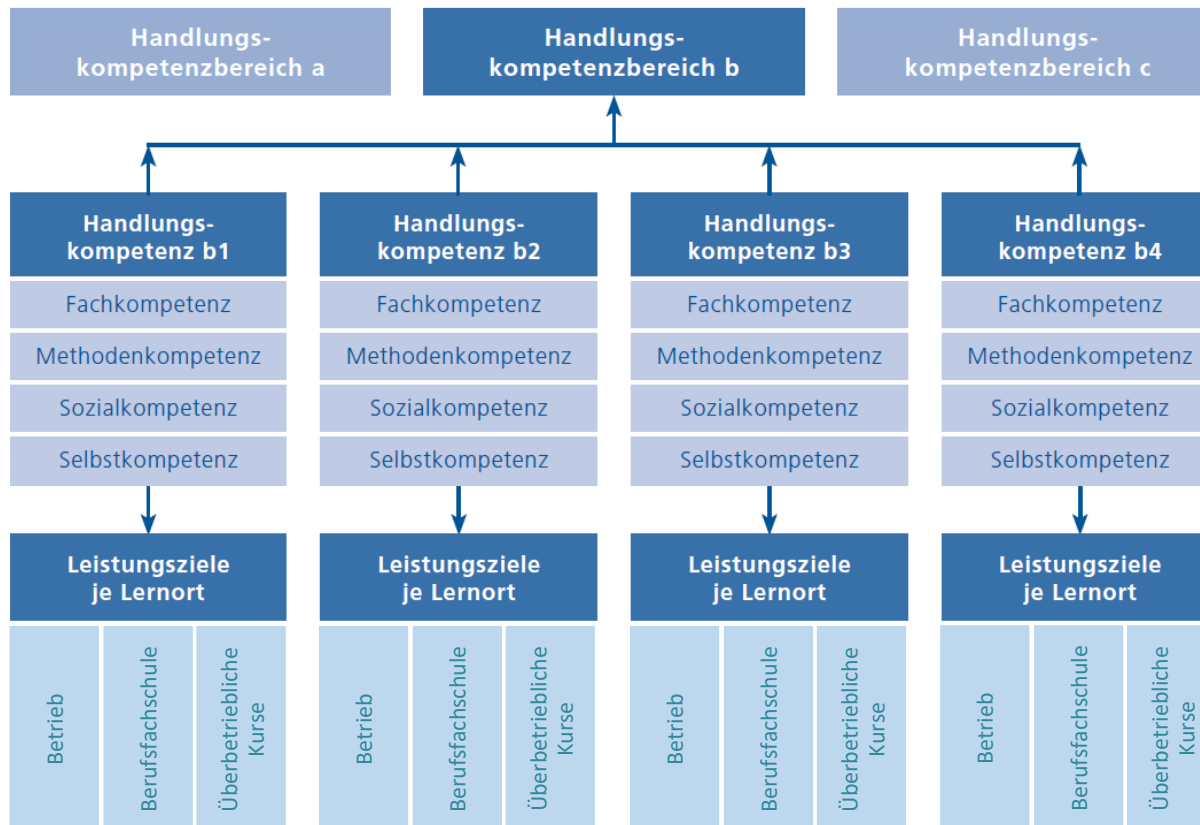 Handlungs-
kompetenzbereich a
Handlungs-
kompetenzbereich b
Handlungs-
kompetenzbereich c
Handlungs-
kompetenz b1
Fachkompetenz
Methodenkompetenz
Sozialkompetenz
Selbstkompetenz
Leistungsziele
je Lernort
Betrieb
Berufsfachschule
Überbetriebliche
Kurse
Handlungs-
kompetenz b2
Fachkompetenz
Methodenkompetenz
Sozialkompetenz
Selbstkompetenz
Leistungsziele
je Lernort
Betrieb
Berufsfachschule
Überbetriebliche
Kurse
Handlungs-
kompetenz b3
Fachkompetenz
Methodenkompetenz
Sozialkompetenz
Selbstkompetenz
Leistungsziele
je Lernort
Betrieb
Berufsfachschule
Überbetriebliche
Kurse
Handlungs-
kompetenz b4
Fachkompetenz
Methodenkompetenz
Sozialkompetenz
Selbstkompetenz
Leistungsziele
je Lernort
Betrieb
Berufsfachschule
Überbetriebliche
Kurse